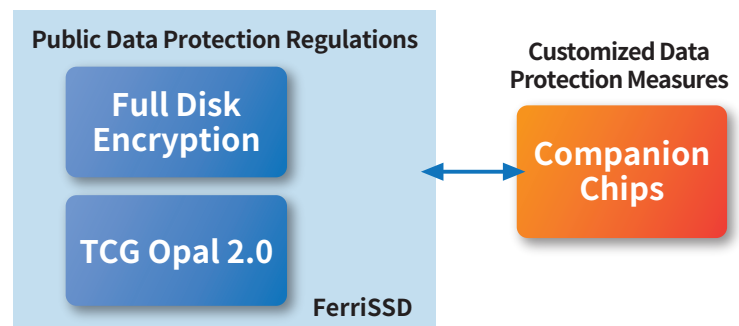 Public Data Protection Regulations
Full Disk
Encryption
TCG Opal 2.0
FerriSSD
Customized Data
Protection Measures
Companion
Chips